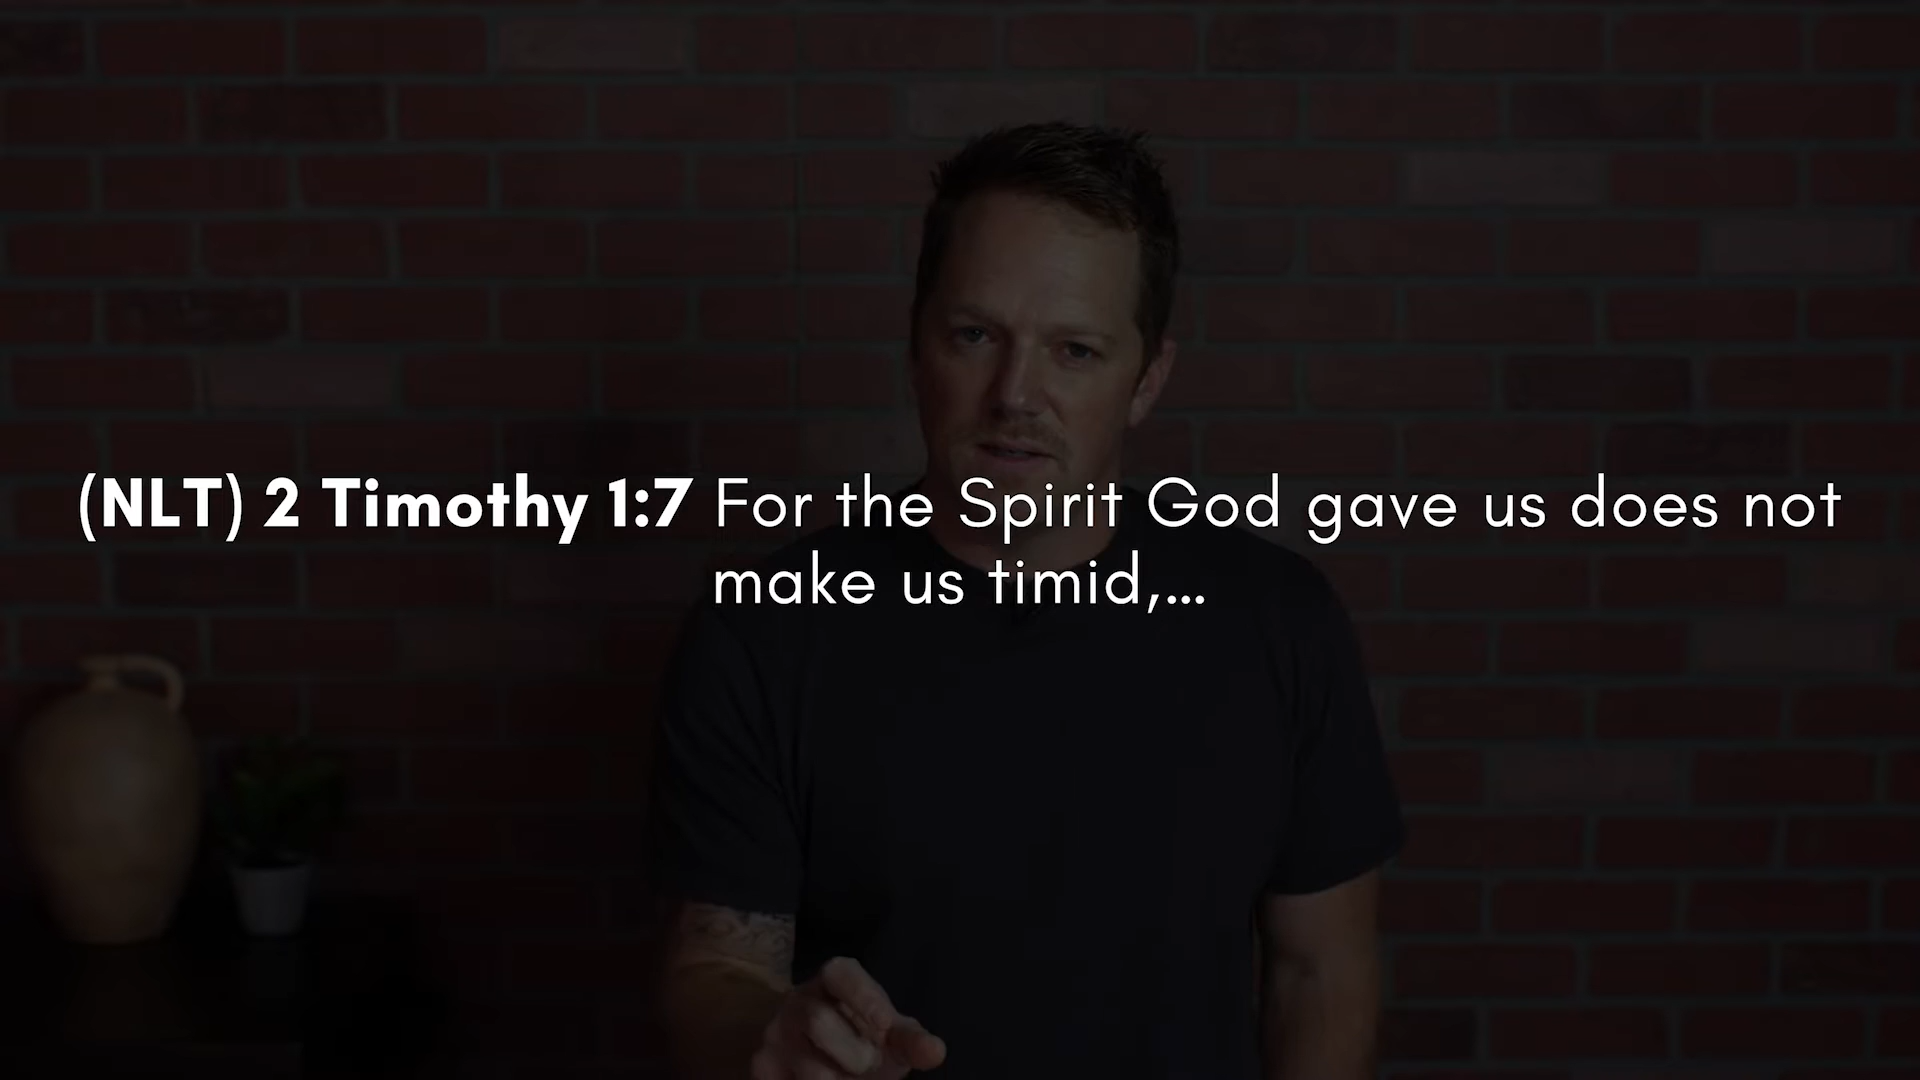 (NLT) 2 Timothy 1:7 For the Spirit God gave us does not
make us timid,...